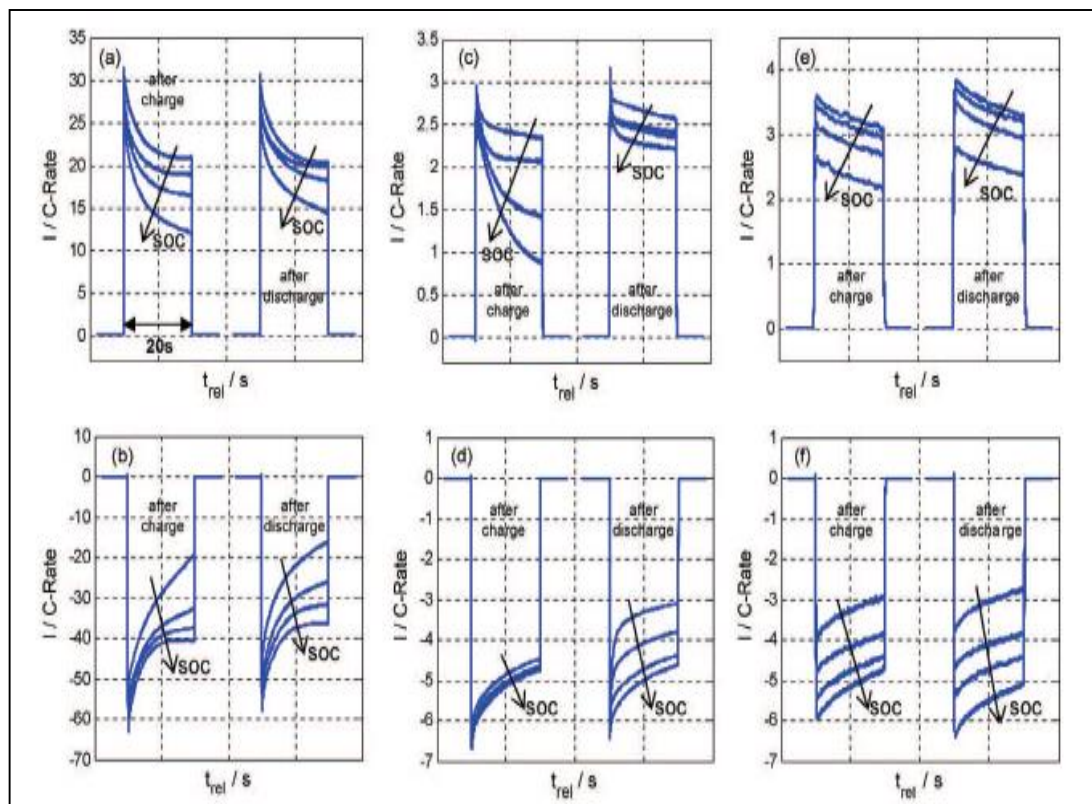 (a)
35
30
25
20
15
10
5
0
I / C-Rate
after
charge
SOC
SOC
after
discharge
20s
t_rel / s
(c)
3.5
3
2.5
2
1.5
1
0.5
0
I / C-Rate
SOC
SOC
after
charge
after
discharge
t_rel / s
(e)
4
3
2
1
0
I / C-Rate
SOC
SOC
after
charge
after
discharge
t_rel / s
(b)
10
0
-10
-20
-30
-40
-50
-60
-70
I / C-Rate
after
charge
after
discharge
SOC
SOC
t_rel / s
(d)
1
0
-1
-2
-3
-4
-5
-6
-7
I / C-Rate
after
charge
after
discharge
SOC
SOC
t_rel / s
(f)
1
0
-1
-2
-3
-4
-5
-6
-7
I / C-Rate
after
charge
after
discharge
SOC
SOC
t_rel / s